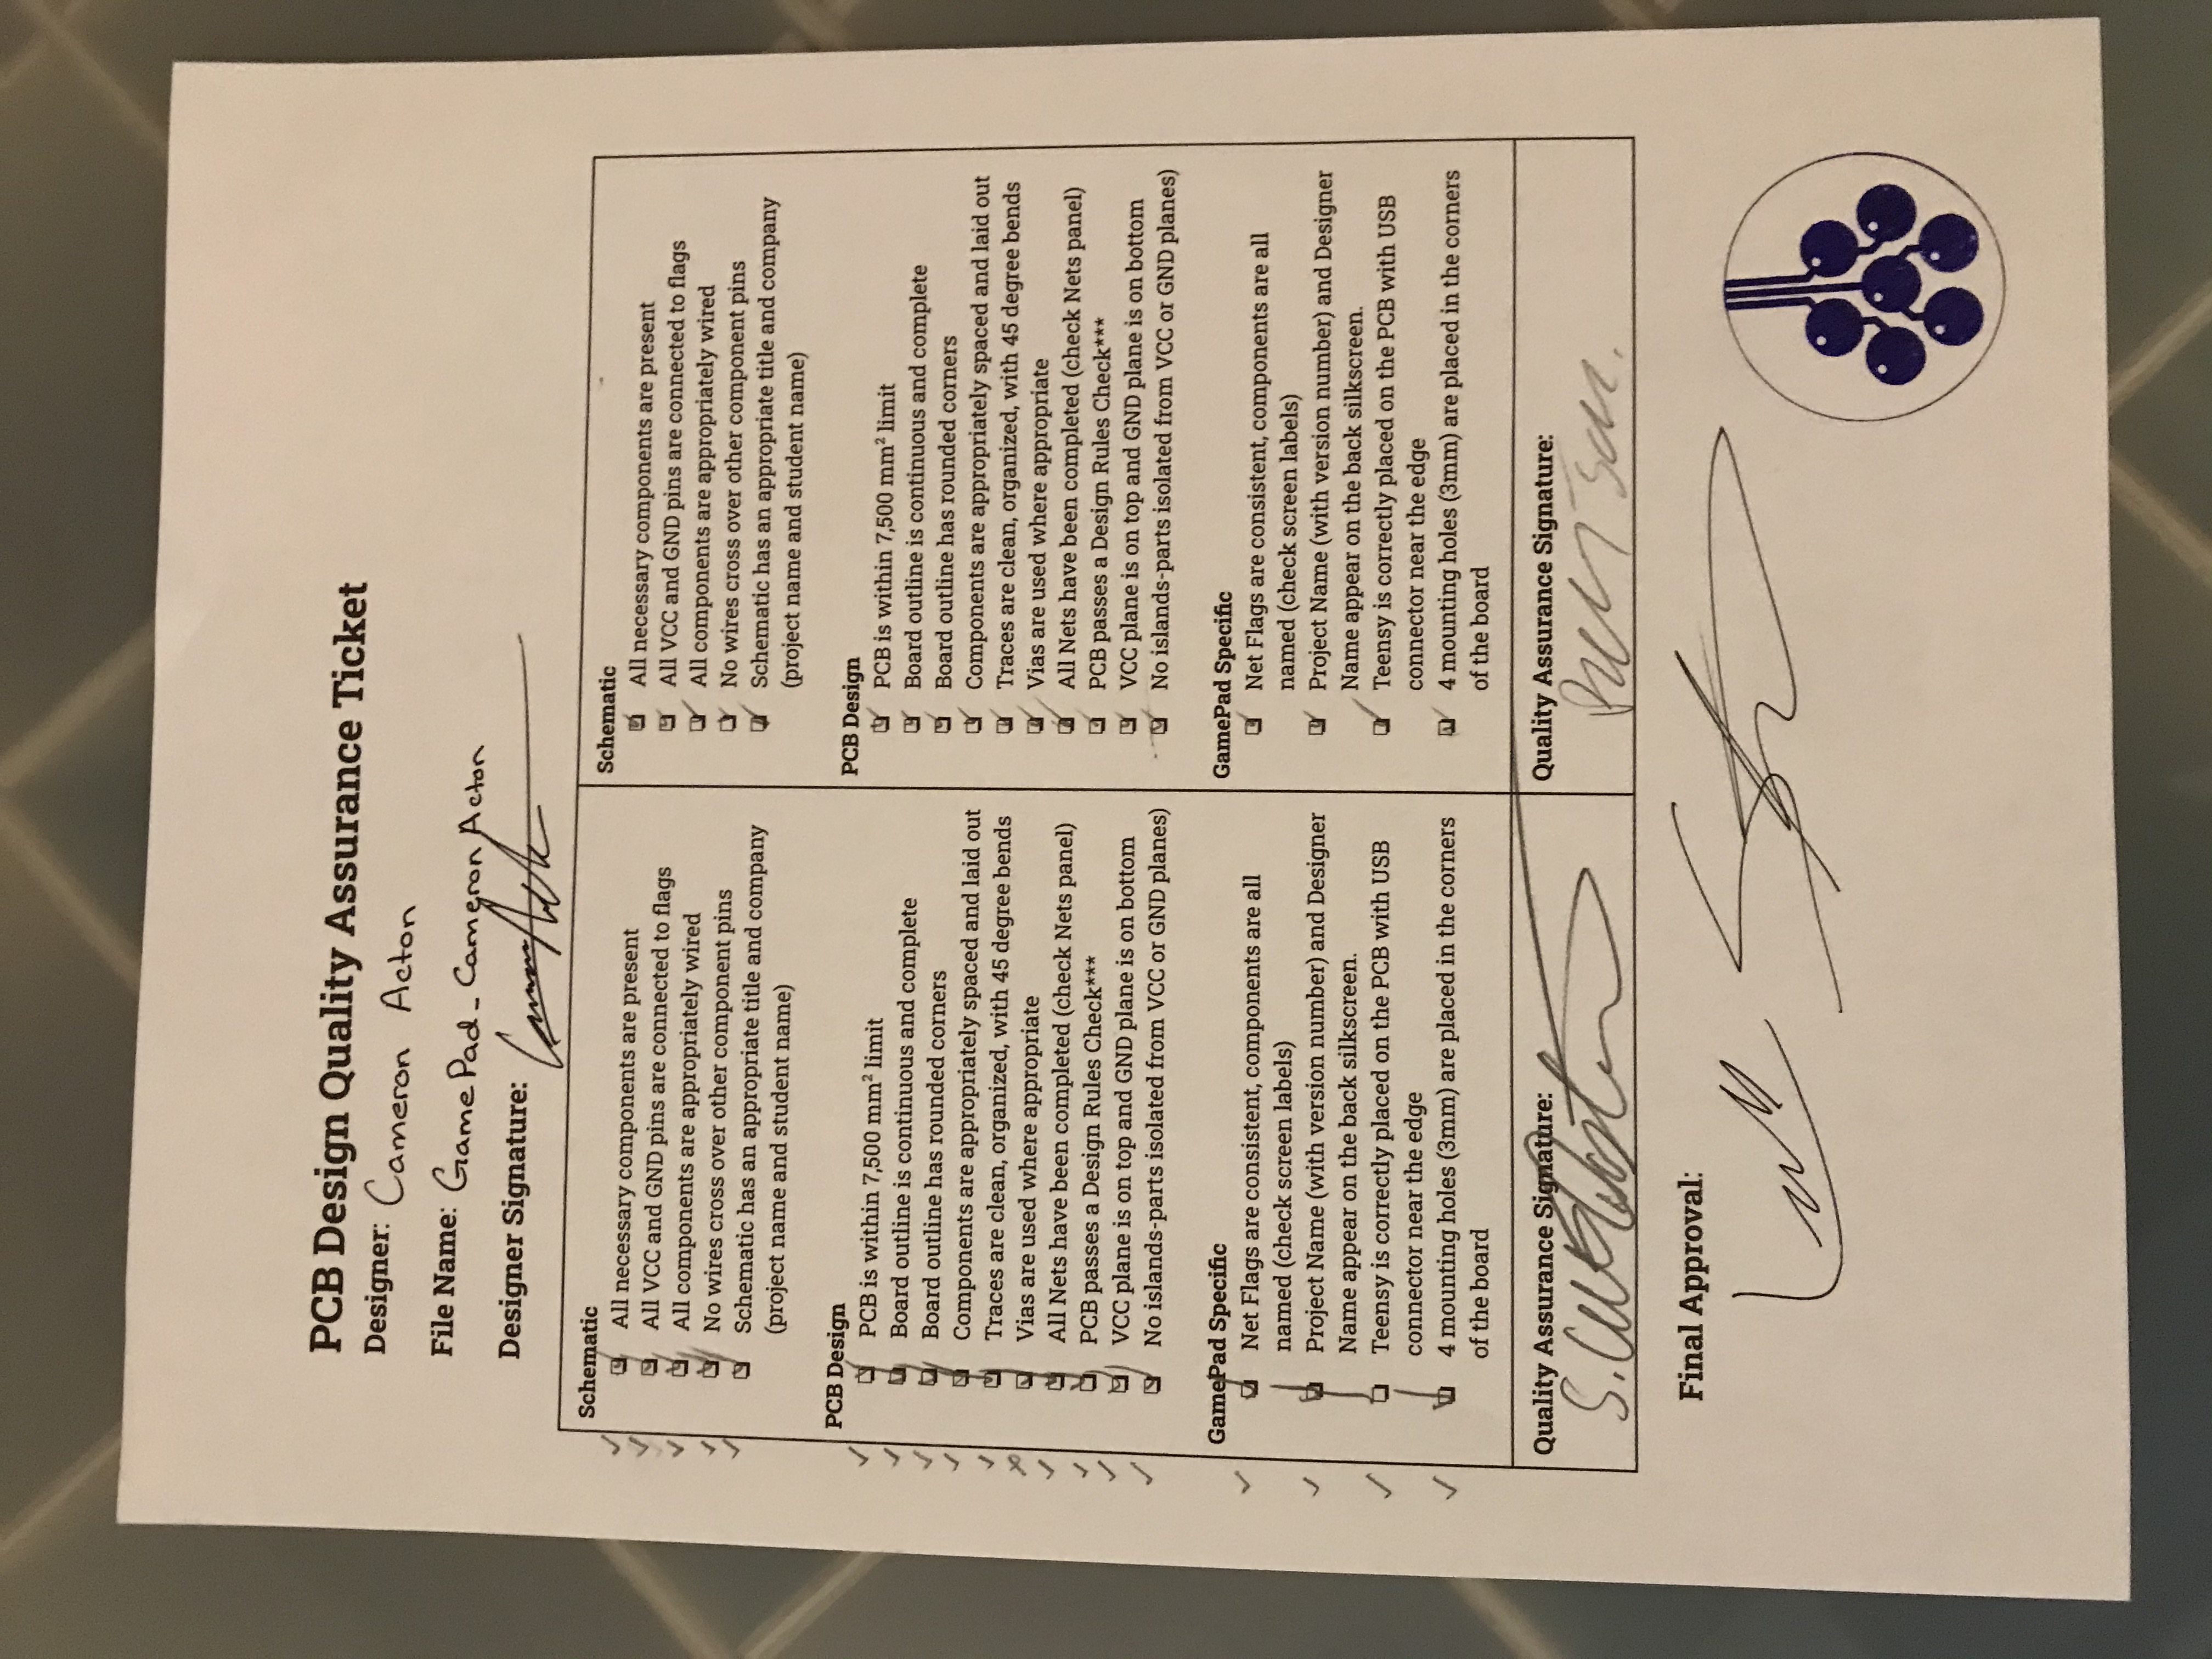 PCB Design Quality Assurance Ticket
Designer: Cameron Acton
File Name: GamePad_CameronActon
Designer Signature:
Schematic
All necessary components are present
All VCC and GND pins are connected to flags
All components are appropriately wired
No wires cross over other component pins
Schematic has an appropriate title and company
(project name and student name)
PCB Design
PCB is within 7,500 mm² limit
Board outline is continuous and complete
Board outline has rounded corners
Components are appropriately spaced and laid out
Traces are clean, organized, with 45 degree bends
Vias are used where appropriate
All Nets have been completed (check Nets panel)
PCB passes a Design Rules Check***
VCC plane is on top and GND plane is on bottom
No islands-parts isolated from VCC or GND planes)
GamePad Specific
Net Flags are consistent, components are all
named (check screen labels)
Project Name (with version number) and Designer
Name appear on the back silkscreen.
Teensy is correctly placed on the PCB with USB
connector near the edge
4 mounting holes (3mm) are placed in the corners
of the board
Quality Assurance Signature:
Schematic
All necessary components are present
All VCC and GND pins are connected to flags
All components are appropriately wired
No wires cross over other component pins
Schematic has an appropriate title and company
(project name and student name)
PCB Design
PCB is within 7,500 mm² limit
Board outline is continuous and complete
Board outline has rounded corners
Components are appropriately spaced and laid out
Traces are clean, organized, with 45 degree bends
Vias are used where appropriate
All Nets have been completed (check Nets panel)
PCB passes a Design Rules Check***
VCC plane is on top and GND plane is on bottom
No islands-parts isolated from VCC or GND planes)
GamePad Specific
Net Flags are consistent, components are all
named (check screen labels)
Project Name (with version number) and Designer
Name appear on the back silkscreen.
Teensy is correctly placed on the PCB with USB
connector near the edge
4 mounting holes (3mm) are placed in the corners
of the board
Quality Assurance Signature:
Final Approval: